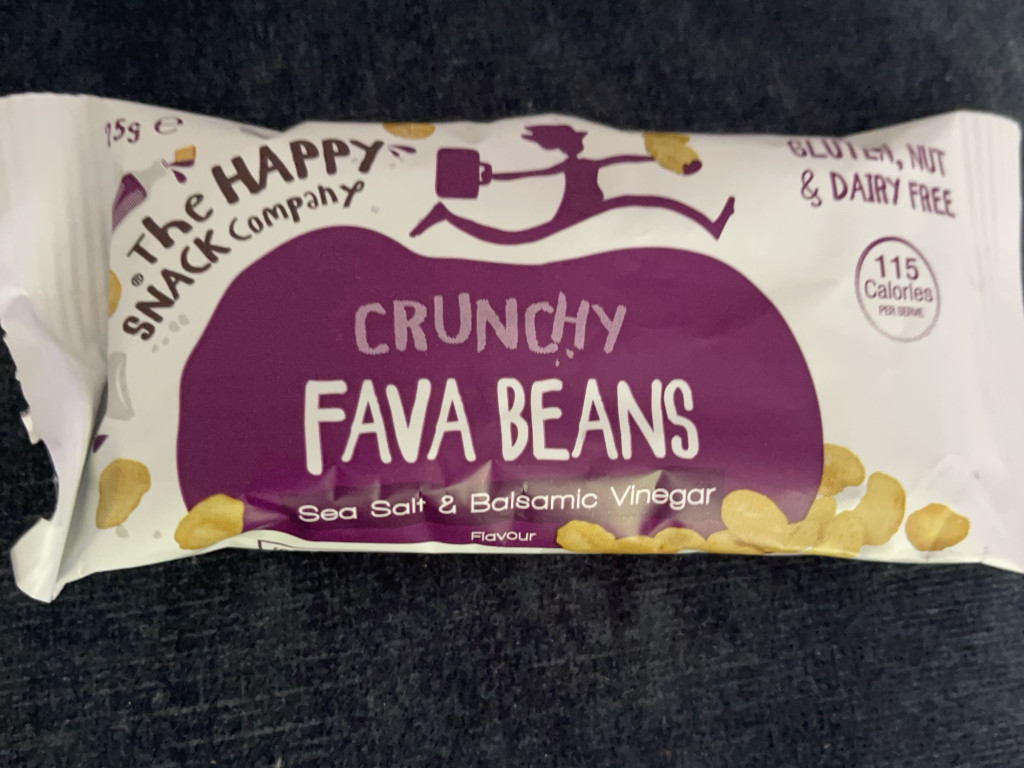 The HAPPY
® SNACK Company
GLUTEN, NUT
& DAIRY FREE
115
Calories
PER SERVE
CRUNCHY
FAVA BEANS
Sea Salt & Balsamic Vinegar
Flavour